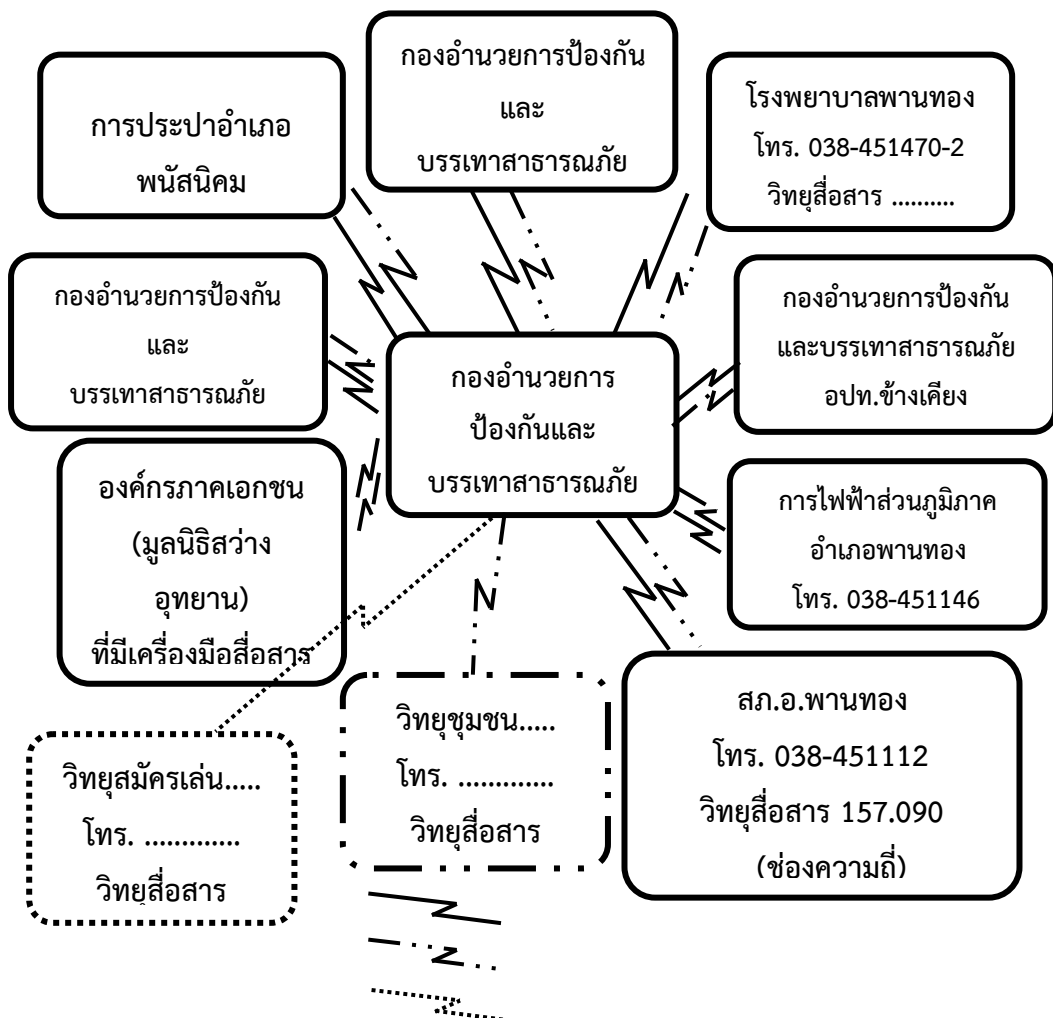 กองอำนวยการป้องกัน
และ
บรรเทาสาธารณภัย
การประปาอำเภอ
พนัสนิคม
โรงพยาบาลพานทอง
โทร. 038-451470-2
วิทยุสื่อสาร ..........
กองอำนวยการป้องกัน
และ
บรรเทาสาธารณภัย
กองอำนวยการ
ป้องกันและ
บรรเทาสาธารณภัย
กองอำนวยการป้องกัน
และบรรเทาสาธารณภัย
อปท.ข้างเคียง
องค์กรภาคเอกชน
(มูลนิธิสว่าง
อุทยาน)
ที่มีเครื่องมือสื่อสาร
การไฟฟ้าส่วนภูมิภาค
อำเภอพานทอง
โทร. 038-451146
วิทยุสมัครเล่น.....
โทร. .............
วิทยุสื่อสาร
วิทยุชุมชน.....
โทร. .............
วิทยุสื่อสาร
สภ.อ.พานทอง
โทร. 038-451112
วิทยุสื่อสาร 157.090
(ช่องความถี่)